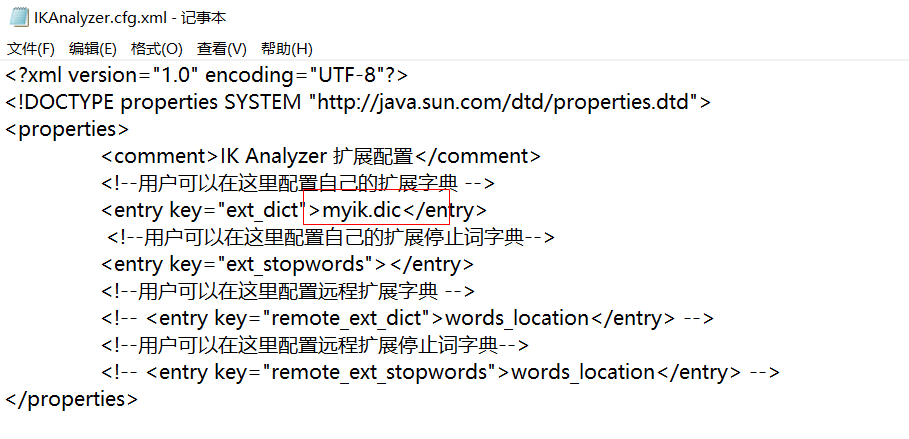 IKAnalyzer.cfg.xml - 记事本
文件(F) 编辑(E) 格式(O) 查看(V) 帮助(H)
<?xml version="1.0" encoding="UTF-8"?>
<!DOCTYPE properties SYSTEM "http://java.sun.com/dtd/properties.dtd">
<properties>
<comment>IK Analyzer 扩展配置</comment>
<!--用户可以在这里配置自己的扩展字典 -->
<entry key="ext_dict">myik.dic</entry>
<!--用户可以在这里配置自己的扩展停止词字典-->
<entry key="ext_stopwords"></entry>
<!--用户可以在这里配置远程扩展字典 -->
<!-- <entry key="remote_ext_dict">words_location</entry> -->
<!--用户可以在这里配置远程扩展停止词字典-->
<!-- <entry key="remote_ext_stopwords">words_location</entry> -->
</properties>